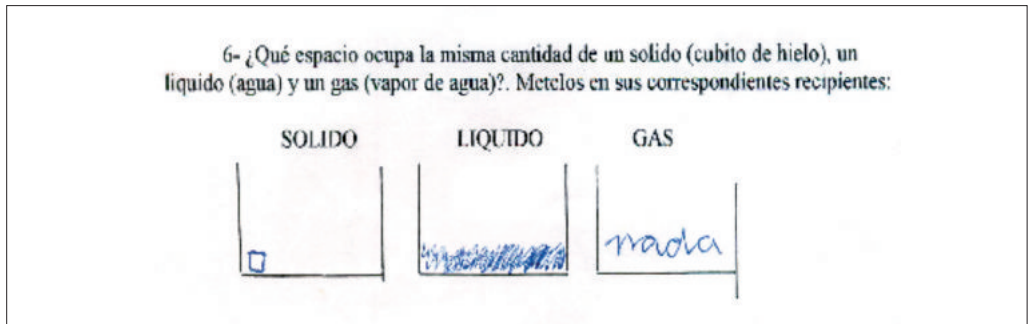 6- ¿Qué espacio ocupa la misma cantidad de un solido (cubito de hielo), un
liquido (agua) y un gas (vapor de agua)?. Metelos en sus correspondientes recipientes:
SOLIDO LIQUIDO GAS
nada